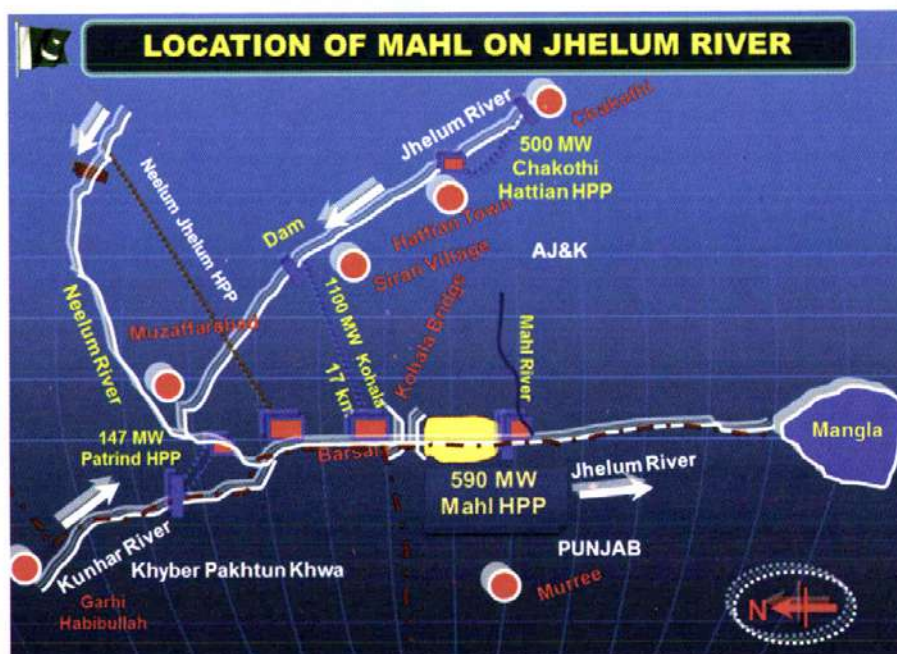 LOCATION OF MAHL ON JHELUM RIVER
Jhelum River
Chakothi
500 MW
Chakothi
Hattian HPP
Hattian Town
Dam
Sirari Village
AJ&K
Neelum Jhelum HPP
Neelum River
Muzaffarabad
1100 MW Kohala
17 Km
Kohala Bridge
Mahl River
147 MW
Patrind HPP
Barsala
Mangla
590 MW
Mahl HPP
Jhelum River
Kunhar River
Khyber Pakhtun Khwa
PUNJAB
Murree
Garhi
Habibullah
N